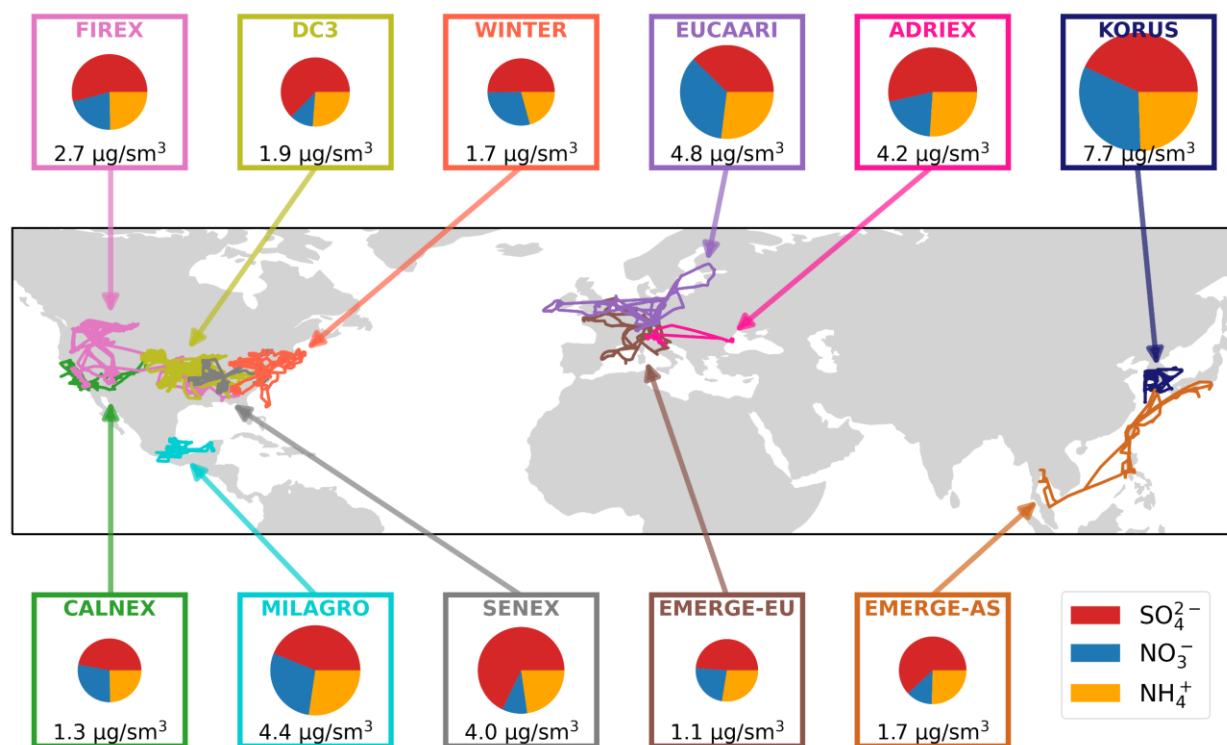 FIREX
2.7 µg/sm³
DC3
1.9 µg/sm³
WINTER
1.7 µg/sm³
EUCAARI
4.8 µg/sm³
ADRIEX
4.2 µg/sm³
KORUS
7.7 µg/sm³
CALNEX
1.3 µg/sm³
MILAGRO
4.4 µg/sm³
SENEX
4.0 µg/sm³
EMERGE-EU
1.1 µg/sm³
EMERGE-AS
1.7 µg/sm³
SO₄²⁻
NO₃⁻
NH₄⁺